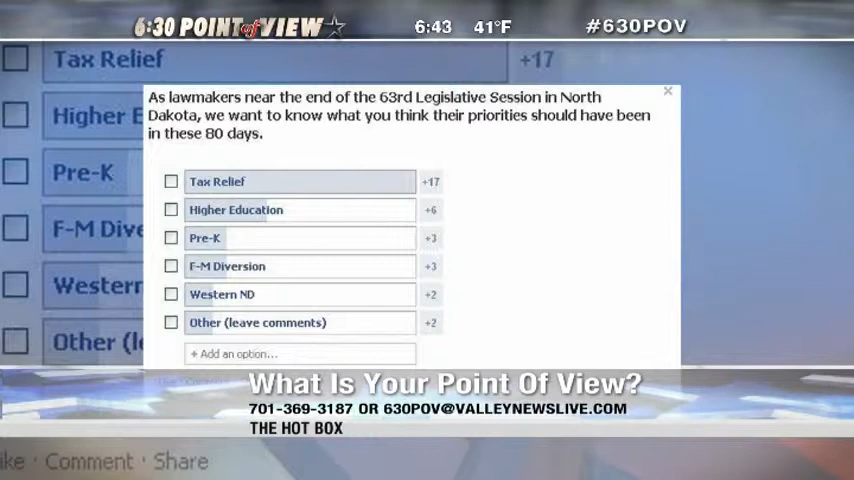 6:30 POINT of VIEW
6:43 41°F
#630POV
Tax Relief +17
Higher E
Pre-K
F-M Dive
Western
Other (le
As lawmakers near the end of the 63rd Legislative Session in North
Dakota, we want to know what you think their priorities should have been
in these 80 days.
Tax Relief +17
Higher Education +6
Pre-K +3
F-M Diversion +3
Western ND +2
Other (leave comments) +2
+ Add an option...
What Is Your Point Of View?
701-369-3187 OR 630POV@VALLEYNEWSLIVE.COM
THE HOT BOX
ike · Comment · Share